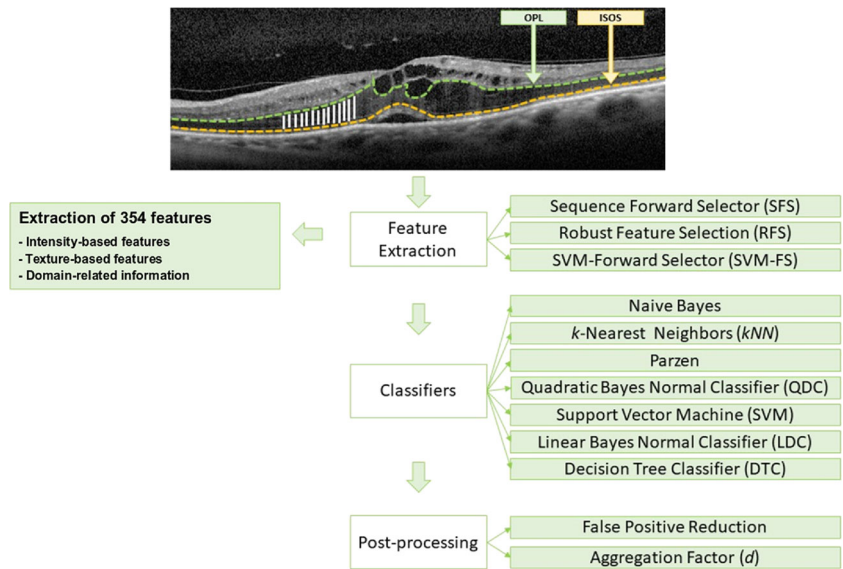 OPL
ISOS
Extraction of 354 features
- Intensity-based features
- Texture-based features
- Domain-related information
Feature
Extraction
Sequence Forward Selector (SFS)
Robust Feature Selection (RFS)
SVM-Forward Selector (SVM-FS)
Classifiers
Naive Bayes
k-Nearest Neighbors (kNN)
Parzen
Quadratic Bayes Normal Classifier (QDC)
Support Vector Machine (SVM)
Linear Bayes Normal Classifier (LDC)
Decision Tree Classifier (DTC)
Post-processing
False Positive Reduction
Aggregation Factor (d)